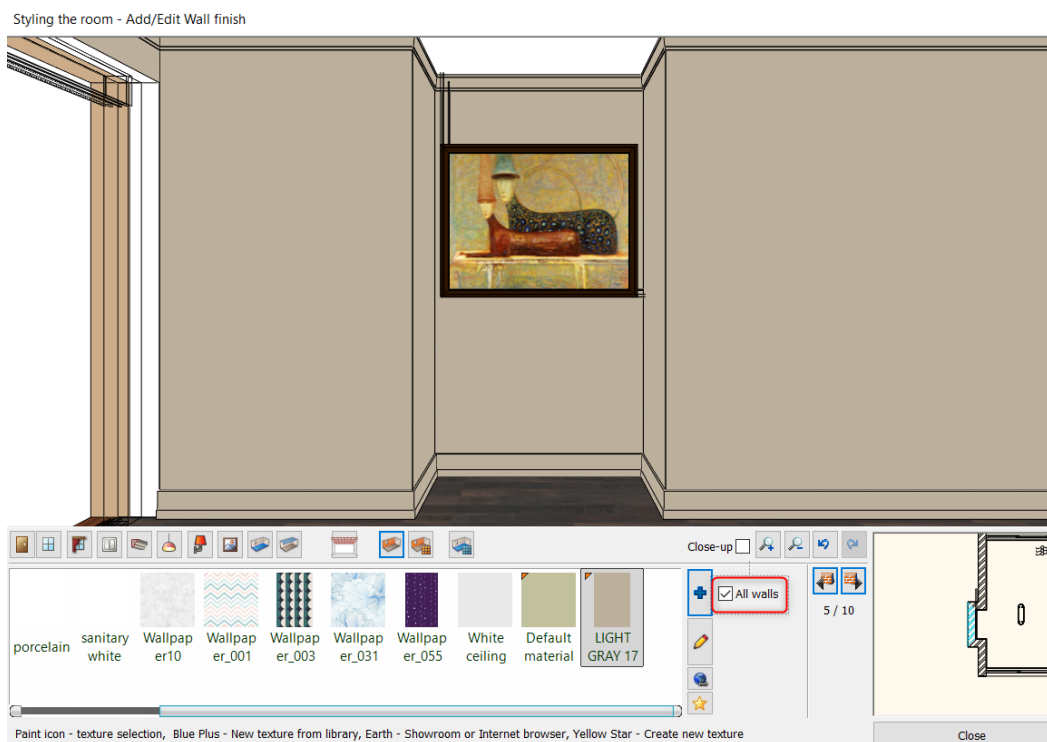 Styling the room - Add/Edit Wall finish
Close-up
All walls
5 / 10
porcelain
sanitary
white
Wallpap
er10
Wallpap
er_001
Wallpap
er_003
Wallpap
er_031
Wallpap
er_055
White
ceiling
Default
material
LIGHT
GRAY 17
Paint icon - texture selection, Blue Plus - New texture from library, Earth - Showroom or Internet browser, Yellow Star - Create new texture
Close